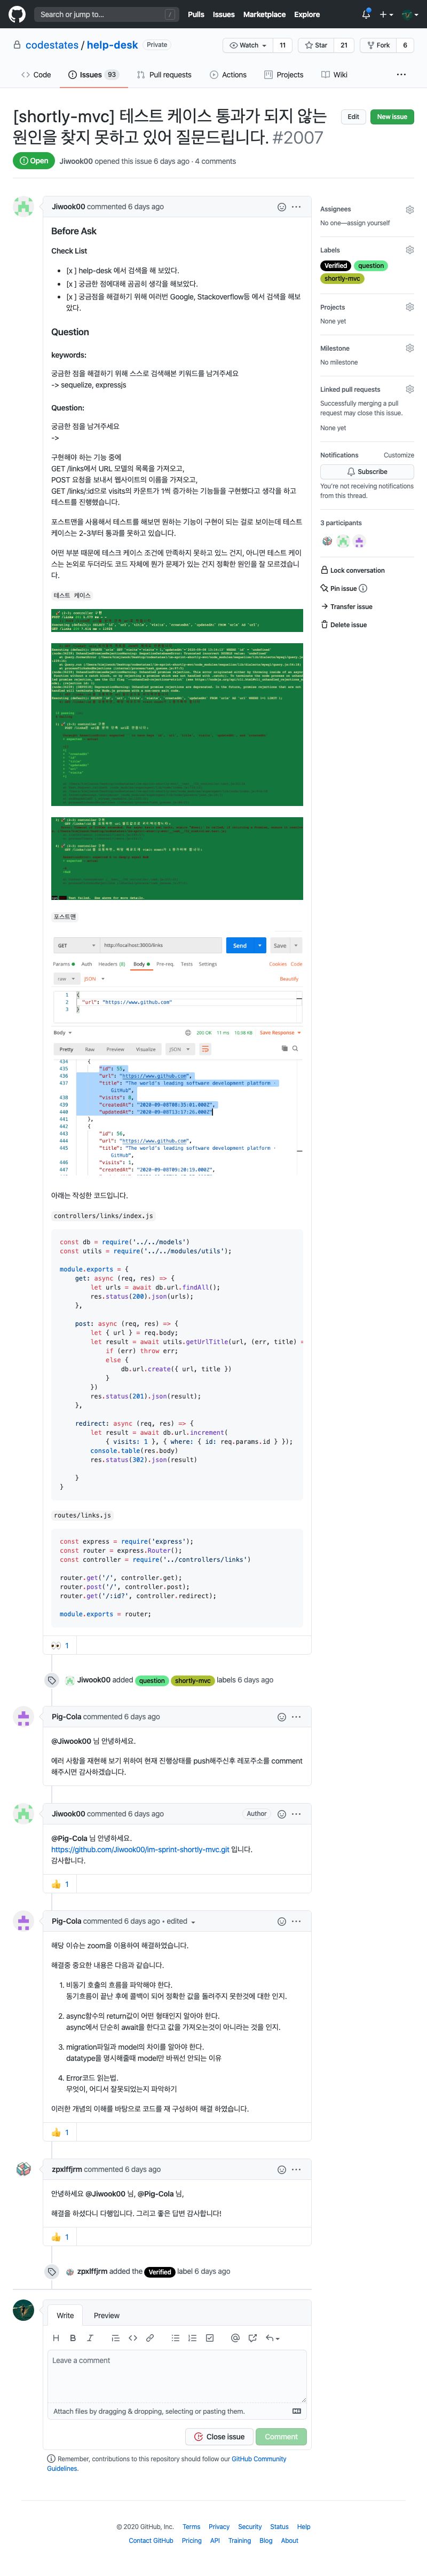 Search or jump to...
/
Pulls Issues Marketplace Explore
codestates / help-desk Private
Watch 11 Star 21 Fork 6
Code Issues 93 Pull requests Actions Projects Wiki
[shortly-mvc] 테스트 케이스 통과가 되지 않는
원인을 찾지 못하고 있어 질문드립니다. #2007
Edit New issue
Open Jiwook00 opened this issue 6 days ago · 4 comments
Jiwook00 commented 6 days ago
Before Ask
Check List
[x ] help-desk 에서 검색을 해 보았다.
[x ] 궁금한 점에대해 곰곰히 생각을 해보았다.
[x ] 궁금점을 해결하기 위해 여러번 Google, Stackoverflow등 에서 검색을 해보
았다.
Question
keywords:
궁금한 점을 해결하기 위해 스스로 검색해본 키워드를 남겨주세요
-> sequelize, expressjs
Question:
궁금한 점을 남겨주세요
->
구현해야 하는 기능 중에
GET /links에서 URL 모델의 목록을 가져오고,
POST 요청을 보내서 웹사이트의 이름을 가져오고,
GET /links/:id으로 visits의 카운트가 1씩 증가하는 기능들을 구현했다고 생각을 하고
테스트를 진행했습니다.
포스트맨을 사용해서 테스트를 해보면 원하는 기능이 구현이 되는 걸로 보이는데 테스트
케이스는 2-3부터 통과를 못하고 있습니다.
어떤 부분 때문에 테스크 케이스 조건에 만족하지 못하고 있는 건지, 아니면 테스트 케이
스는 논외로 두더라도 코드 자체에 뭔가 문제가 있는 건지 정확한 원인을 잘 모르겠습니
다.
테스트 케이스
포스트맨
GET http://localhost:3000/links Send Save
Params Auth Headers (8) Body Pre-req. Tests Settings Cookies Code
raw JSON Beautify
1 {
2 "url": "https://www.github.com"
3 }
Body 200 OK 11 ms 10.58 KB Save Response
Pretty Raw Preview Visualize JSON
434 {
435 "id": 55,
436 "url": "https://www.github.com",
437 "title": "The world's leading software development platform ·
GitHub",
438 "visits": 0,
439 "createdAt": "2020-09-08T08:35:01.000Z",
440 "updatedAt": "2020-09-08T13:17:26.000Z"
441 },
442 {
443 "id": 56,
444 "url": "https://www.github.com",
445 "title": "The world's leading software development platform ·
GitHub",
446 "visits": 1,
447 "createdAt": "2020-09-08T09:20:19.000Z",
아래는 작성한 코드입니다.
controllers/links/index.js
const db = require('../../models')
const utils = require('../../modules/utils');
module.exports = {
get: async (req, res) => {
let urls = await db.url.findAll();
res.status(200).json(urls);
},
post: async (req, res) => {
let { url } = req.body;
let result = await utils.getUrlTitle(url, (err, title) =
if (err) throw err;
else {
db.url.create({ url, title })
}
})
res.status(201).json(result);
},
redirect: async (req, res) => {
let result = await db.url.increment(
{ visits: 1 }, { where: { id: req.params.id } });
console.table(res.body)
res.status(302).json(result)
}
}
routes/links.js
const express = require('express');
const router = express.Router();
const controller = require('../controllers/links')
router.get('/', controller.get);
router.post('/', controller.post);
router.get('/:id?', controller.redirect);
module.exports = router;
1
Jiwook00 added question shortly-mvc labels 6 days ago
Pig-Cola commented 6 days ago
@Jiwook00 님 안녕하세요.
에러 사항을 재현해 보기 위하여 현재 진행상태를 push해주신후 레포주소를 comment
해주시면 감사하겠습니다.
Jiwook00 commented 6 days ago Author
@Pig-Cola 님 안녕하세요.
https://github.com/Jiwook00/im-sprint-shortly-mvc.git 입니다.
감사합니다.
1
Pig-Cola commented 6 days ago • edited
해당 이슈는 zoom을 이용하여 해결하였습니다.
해결중 중요한 내용은 다음과 같습니다.
1. 비동기 호출의 흐름을 파악해야 한다.
동기흐름이 끝난 후에 콜백이 되어 정확한 값을 돌려주지 못한것에 대한 인지.
2. async함수의 return값이 어떤 형태인지 알아야 한다.
async에서 단순히 await을 한다고 값을 가져오는것이 아니라는 것을 인지.
3. migration파일과 model의 차이를 알아야 한다.
datatype을 명시해줄때 model만 바꿔선 안되는 이유
4. Error코드 읽는법.
무엇이, 어디서 잘못되었는지 파악하기
이러한 개념의 이해를 바탕으로 코드를 재 구성하여 해결 하였습니다.
1
zpxlffjrm commented 6 days ago
안녕하세요 @Jiwook00 님, @Pig-Cola 님,
해결을 하셨다니 다행입니다. 그리고 좋은 답변 감사합니다!
1
zpxlffjrm added the Verified label 6 days ago
Write Preview
Leave a comment
Attach files by dragging & dropping, selecting or pasting them.
Close issue Comment
Remember, contributions to this repository should follow our GitHub Community
Guidelines.
Assignees
No one—assign yourself
Labels
Verified question
shortly-mvc
Projects
None yet
Milestone
No milestone
Linked pull requests
Successfully merging a pull
request may close this issue.
None yet
Notifications Customize
Subscribe
You're not receiving notifications
from this thread.
3 participants
Lock conversation
Pin issue
Transfer issue
Delete issue
© 2020 GitHub, Inc. Terms Privacy Security Status Help
Contact GitHub Pricing API Training Blog About